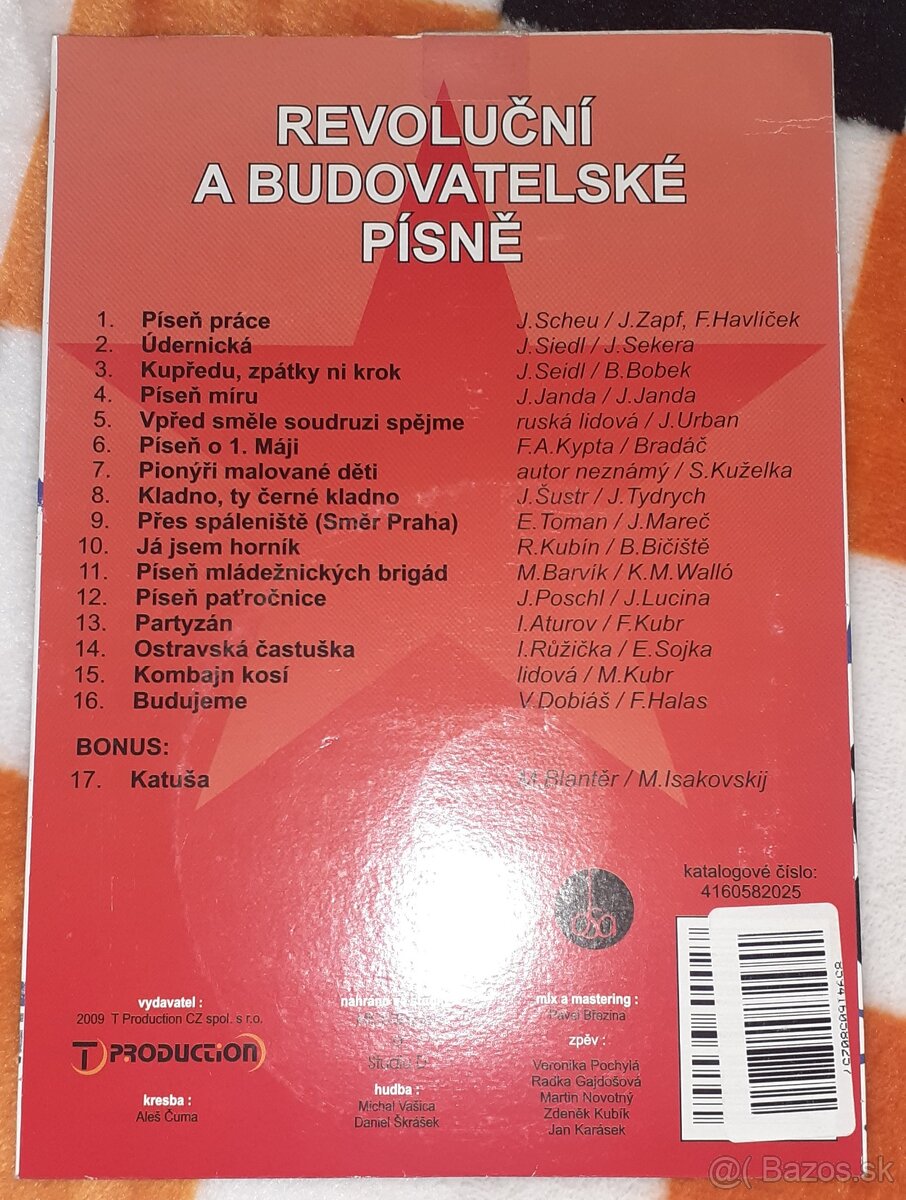 REVOLUČNÍ
A BUDOVATELSKÉ
PÍSNĚ
1. Píseň práce J.Scheu / J.Zapf, F.Havlíček
2. Údernická J.Siedl / J.Sekera
3. Kupředu, zpátky ni krok J.Seidl / B.Bobek
4. Píseň míru J.Janda / J.Janda
5. Vpřed směle soudruzi spějme ruská lidová / J.Urban
6. Píseň o 1. Máji F.A.Kypta / Bradáč
7. Pionýři malované děti autor neznámý / S.Kuželka
8. Kladno, ty černé kladno J.Šustr / J.Tydrych
9. Přes spáleniště (Směr Praha) E.Toman / J.Mareč
10. Já jsem horník R.Kubín / B.Bičiště
11. Píseň mládežnických brigád M.Barvik / K.M.Walló
12. Píseň paťročnice J.Poschl / J.Lucina
13. Partyzán I.Aturov / F.Kubr
14. Ostravská častuška I.Růžička / E.Sojka
15. Kombajn kosí lidová / M.Kubr
16. Budujeme V.Dobiáš / F.Halas
BONUS:
17. Katuša M.Blantěr / M.Isakovskij
katalogové číslo:
4160582025
vydavatel :
2009 T Production CZ spol. s r.o.
T PRODUCTION
kresba :
Aleš Čuma
nahráno
Studio
hudba :
Michal Vašica
Daniel Škrášek
mix a mastering :
Pavel Březina
zpěv :
Veronika Pochylá
Radka Gajdošová
Martin Novotný
Zdeněk Kubík
Jan Karásek
@( Bazos.sk